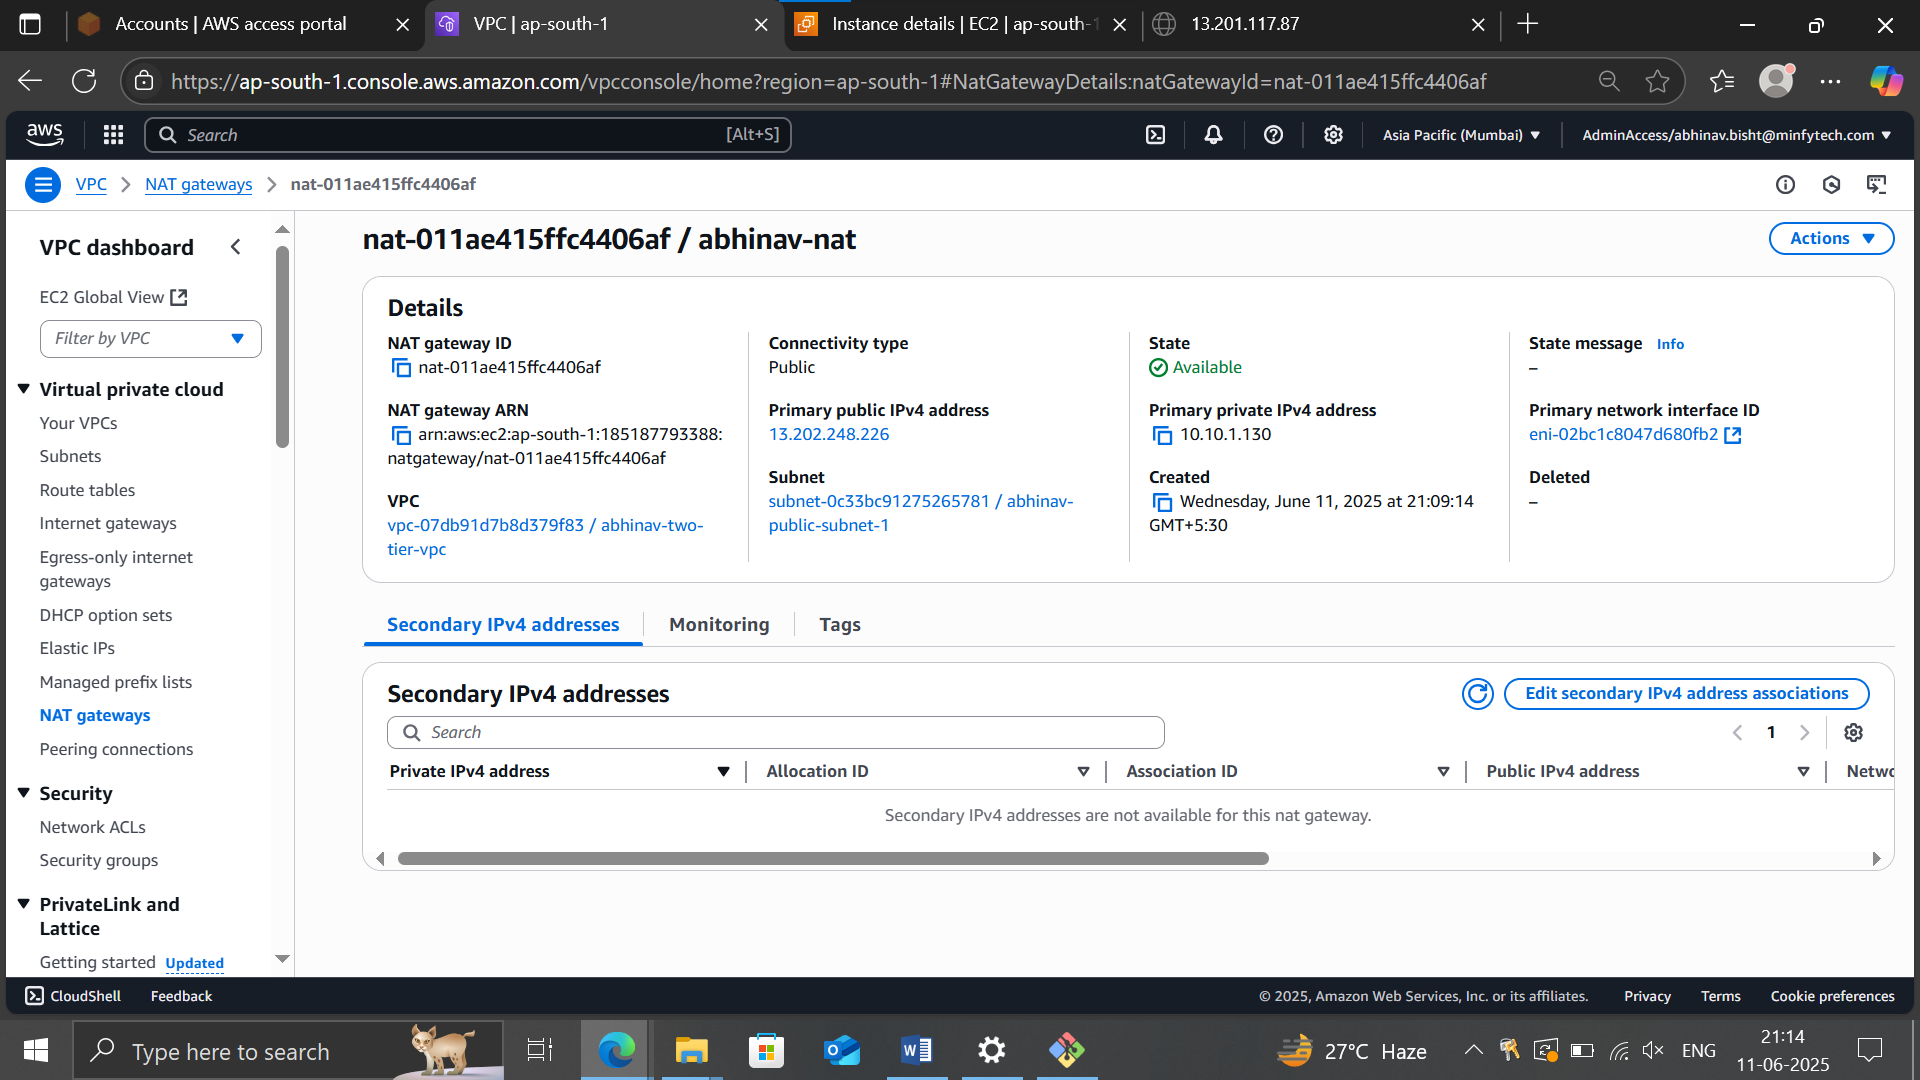 Accounts | AWS access portal
VPC | ap-south-1
Instance details | EC2 | ap-south-1
13.201.117.87
https://ap-south-1.console.aws.amazon.com/vpcconsole/home?region=ap-south-1#NatGatewayDetails:natGatewayId=nat-011ae415ffc4406af
aws
Search
[Alt+S]
Asia Pacific (Mumbai)
AdminAccess/abhinav.bisht@minfytech.com
VPC
NAT gateways
nat-011ae415ffc4406af
VPC dashboard
EC2 Global View
Filter by VPC
Virtual private cloud
Your VPCs
Subnets
Route tables
Internet gateways
Egress-only internet
gateways
DHCP option sets
Elastic IPs
Managed prefix lists
NAT gateways
Peering connections
Security
Network ACLs
Security groups
PrivateLink and
Lattice
Getting started Updated
nat-011ae415ffc4406af / abhinav-nat
Actions
Details
NAT gateway ID
nat-011ae415ffc4406af
NAT gateway ARN
arn:aws:ec2:ap-south-1:185187793388:
natgateway/nat-011ae415ffc4406af
VPC
vpc-07db91d7b8d379f83 / abhinav-two-
tier-vpc
Connectivity type
Public
Primary public IPv4 address
13.202.248.226
Subnet
subnet-0c33bc91275265781 / abhinav-
public-subnet-1
State
Available
Primary private IPv4 address
10.10.1.130
Created
Wednesday, June 11, 2025 at 21:09:14
GMT+5:30
State message Info
–
Primary network interface ID
eni-02bc1c8047d680fb2
Deleted
–
Secondary IPv4 addresses
Monitoring
Tags
Secondary IPv4 addresses
Edit secondary IPv4 address associations
Search
1
Private IPv4 address
Allocation ID
Association ID
Public IPv4 address
Netwo
Secondary IPv4 addresses are not available for this nat gateway.
CloudShell
Feedback
© 2025, Amazon Web Services, Inc. or its affiliates.
Privacy
Terms
Cookie preferences
Type here to search
27°C Haze
ENG
21:14
11-06-2025